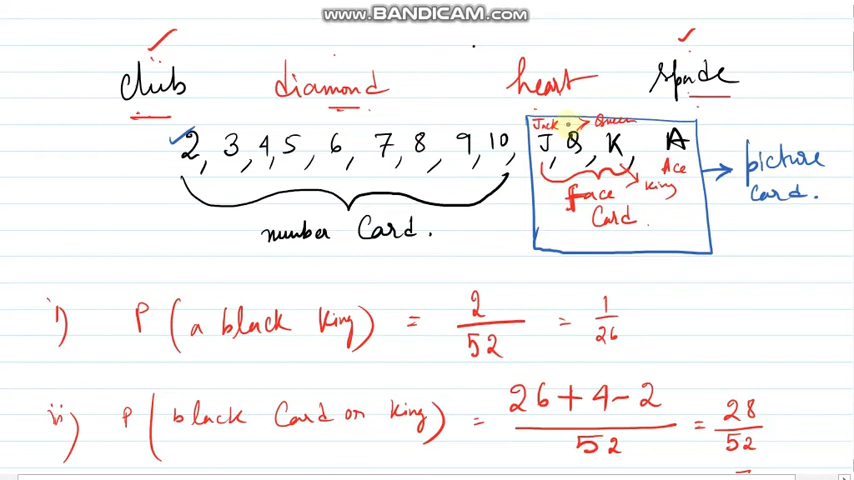 www.BANDICAM.com
club diamond heart spade
Jack Queen
2, 3, 4, 5, 6, 7, 8, 9, 10, J, Q, K, A
Ace
King
face
Card.
picture
card.
number Card.
i) P (a black King) = 2/52 = 1/26
ii) P (black Card or King) = 26+4-2/52 = 28/52